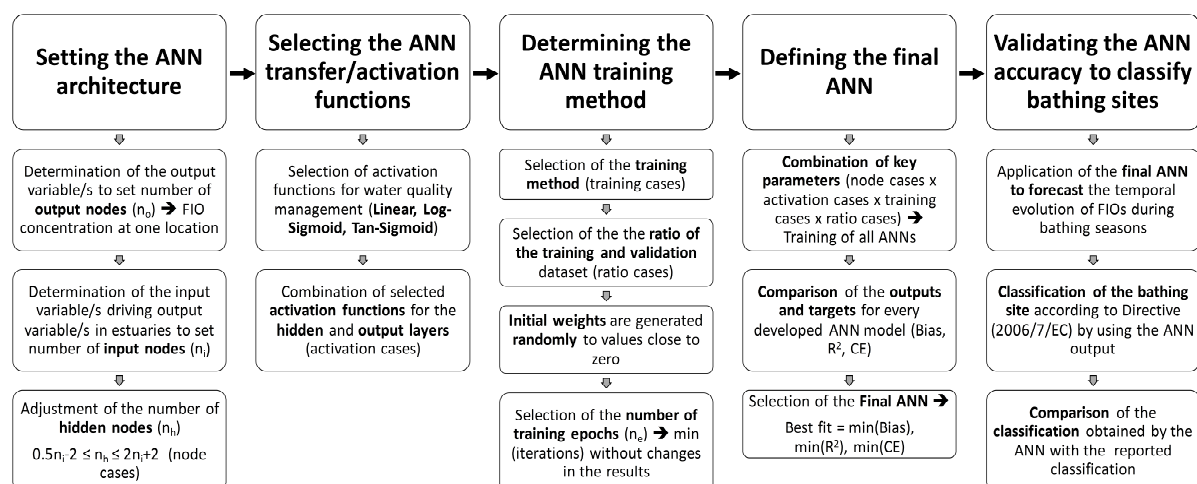 Setting the ANN
architecture
Determination of the output
variable/s to set number of
output nodes (no) ➔ FIO
concentration at one location
Determination of the input
variable/s driving output
variable/s in estuaries to set
number of input nodes (ni)
Adjustment of the number of
hidden nodes (nh)
0.5ni-2 ≤ nh ≤ 2ni+2 (node
cases)
Selecting the ANN
transfer/activation
functions
Selection of activation
functions for water quality
management (Linear, Log-
Sigmoid, Tan-Sigmoid)
Combination of selected
activation functions for the
hidden and output layers
(activation cases)
Determining the
ANN training
method
Selection of the training
method (training cases)
Selection of the the ratio of
the training and validation
dataset (ratio cases)
Initial weights are generated
randomly to values close to
zero
Selection of the number of
training epochs (ne) ➔ min
(iterations) without changes
in the results
Defining the final
ANN
Combination of key
parameters (node cases x
activation cases x training
cases x ratio cases) ➔
Training of all ANNs
Comparison of the outputs
and targets for every
developed ANN model (Bias,
R², CE)
Selection of the Final ANN ➔
Best fit = min(Bias),
min(R²), min(CE)
Validating the ANN
accuracy to classify
bathing sites
Application of the final ANN
to forecast the temporal
evolution of FIOs during
bathing seasons
Classification of the bathing
site according to Directive
(2006/7/EC) by using the ANN
output
Comparison of the
classification obtained by the
ANN with the reported
classification